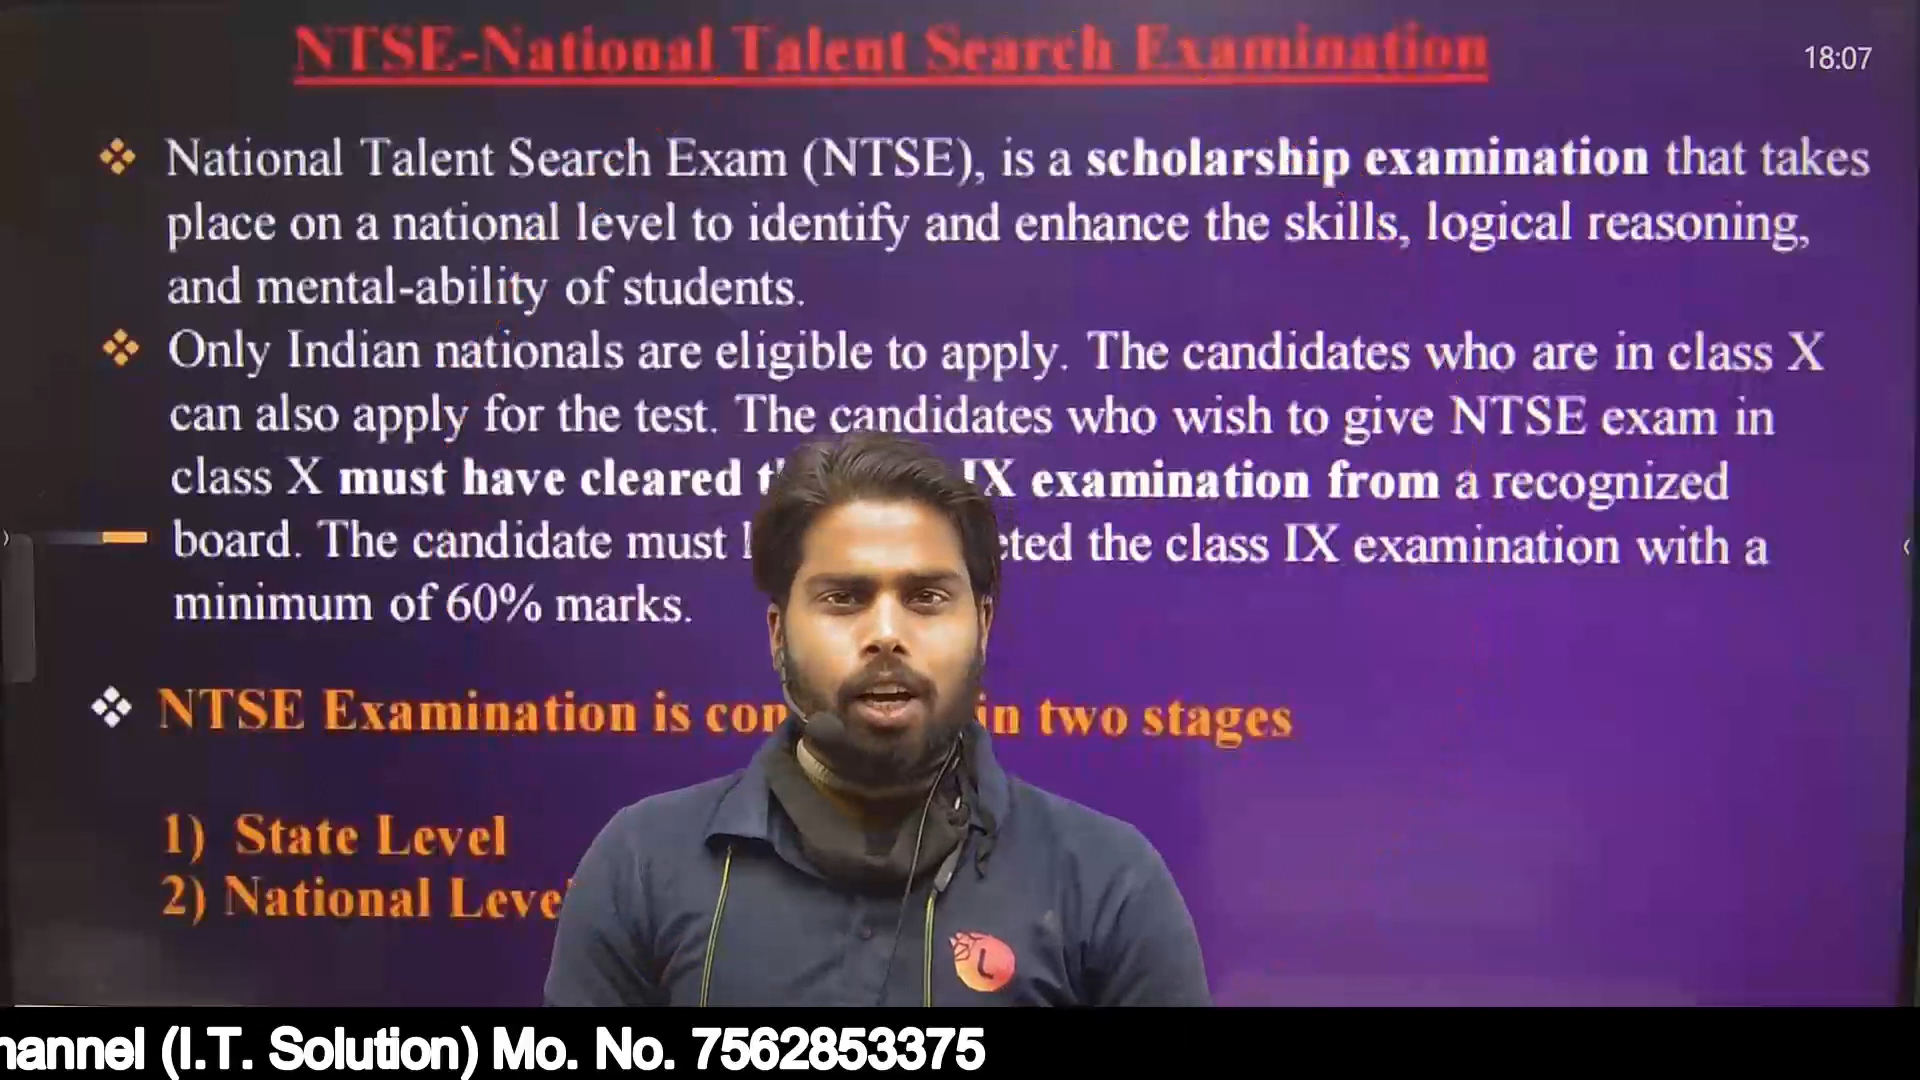 NTSE-National Talent Search Examination
18:07
National Talent Search Exam (NTSE), is a scholarship examination that takes
place on a national level to identify and enhance the skills, logical reasoning,
and mental-ability of students.
Only Indian nationals are eligible to apply. The candidates who are in class X
can also apply for the test. The candidates who wish to give NTSE exam in
class X must have cleared IX examination from a recognized
board. The candidate must the class IX examination with a
minimum of 60% marks.
NTSE Examination is in two stages
1) State Level
2) National
(I.T. Solution) Mo. No. 7562853375